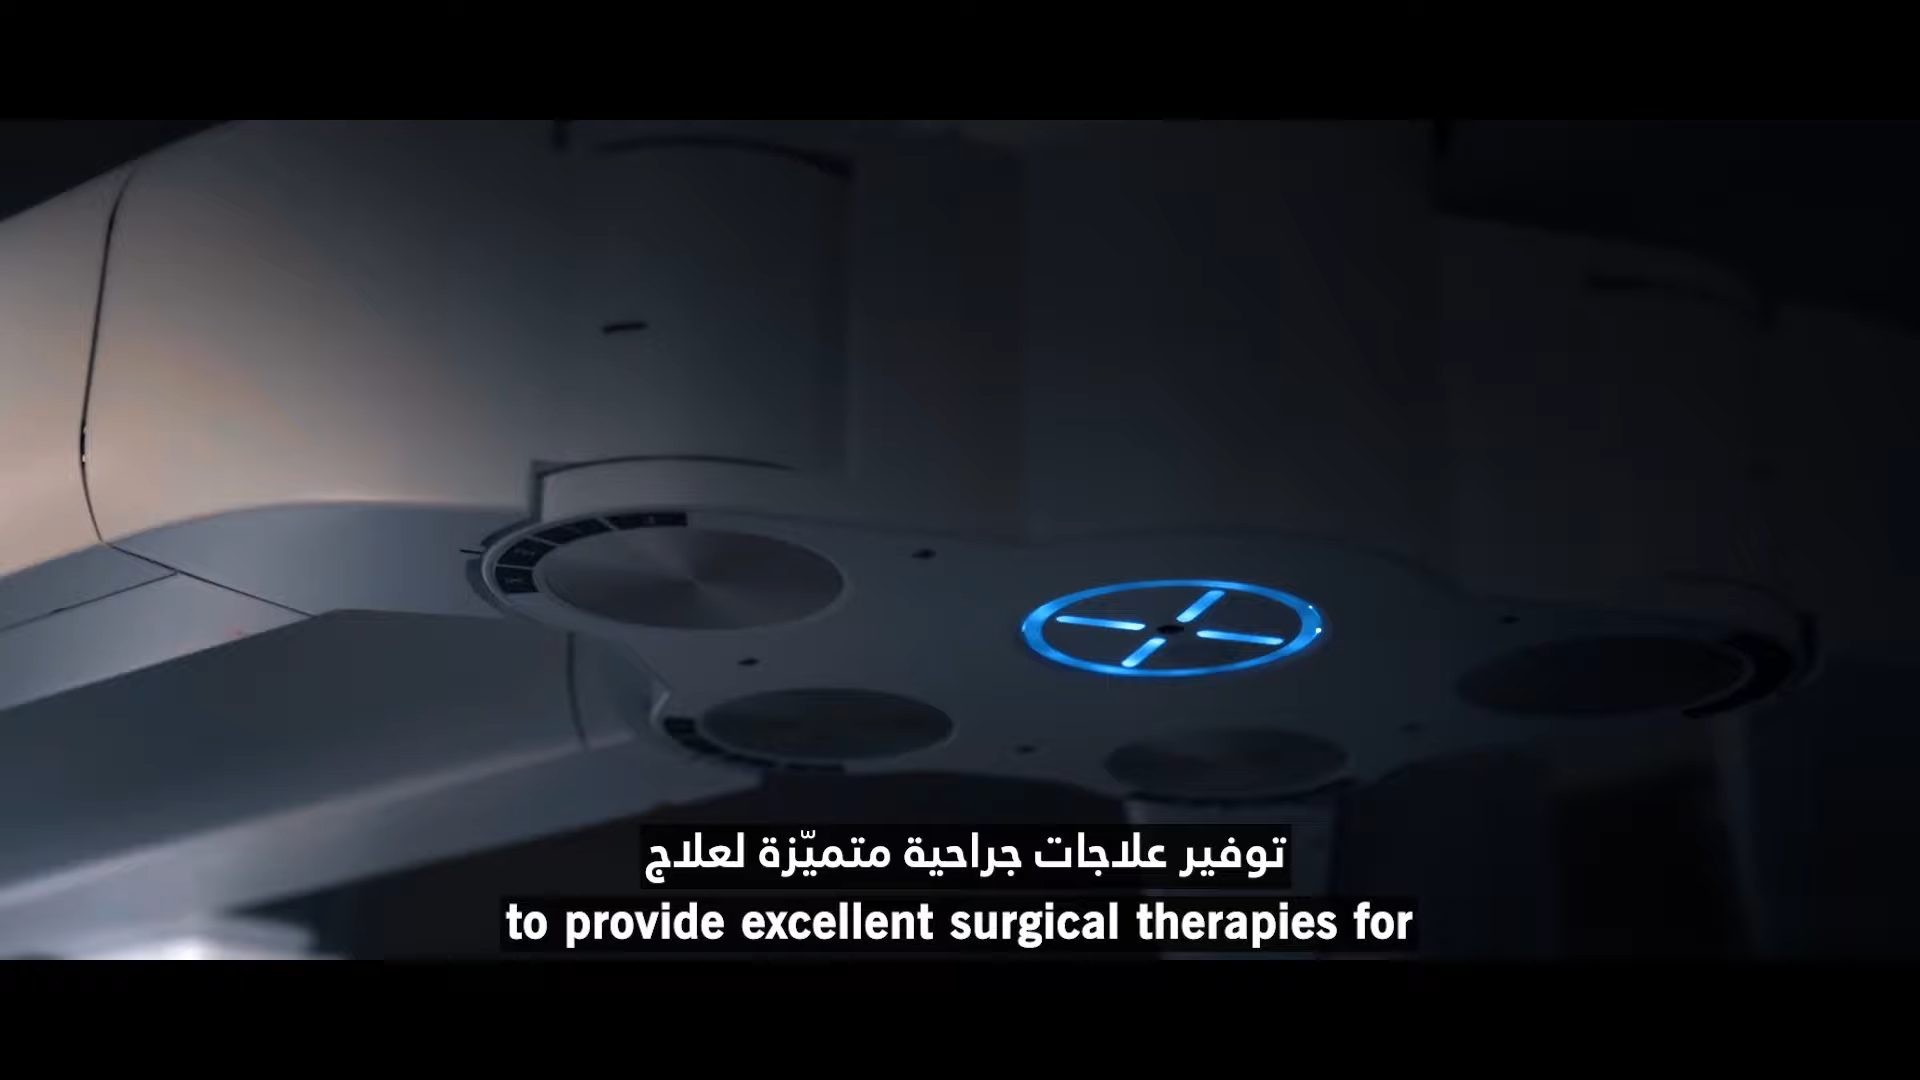 توفير علاجات جراحية متميّزة لعلاج
to provide excellent surgical therapies for